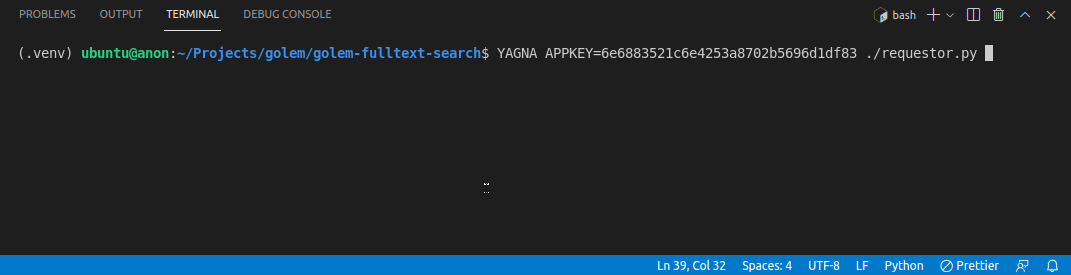 PROBLEMS OUTPUT TERMINAL DEBUG CONSOLE bash
(.venv) ubuntu@anon:~/Projects/golem/golem-fulltext-search$ YAGNA APPKEY=6e6883521c6e4253a8702b5696d1df83 ./requestor.py
Ln 39, Col 32 Spaces: 4 UTF-8 LF Python Prettier